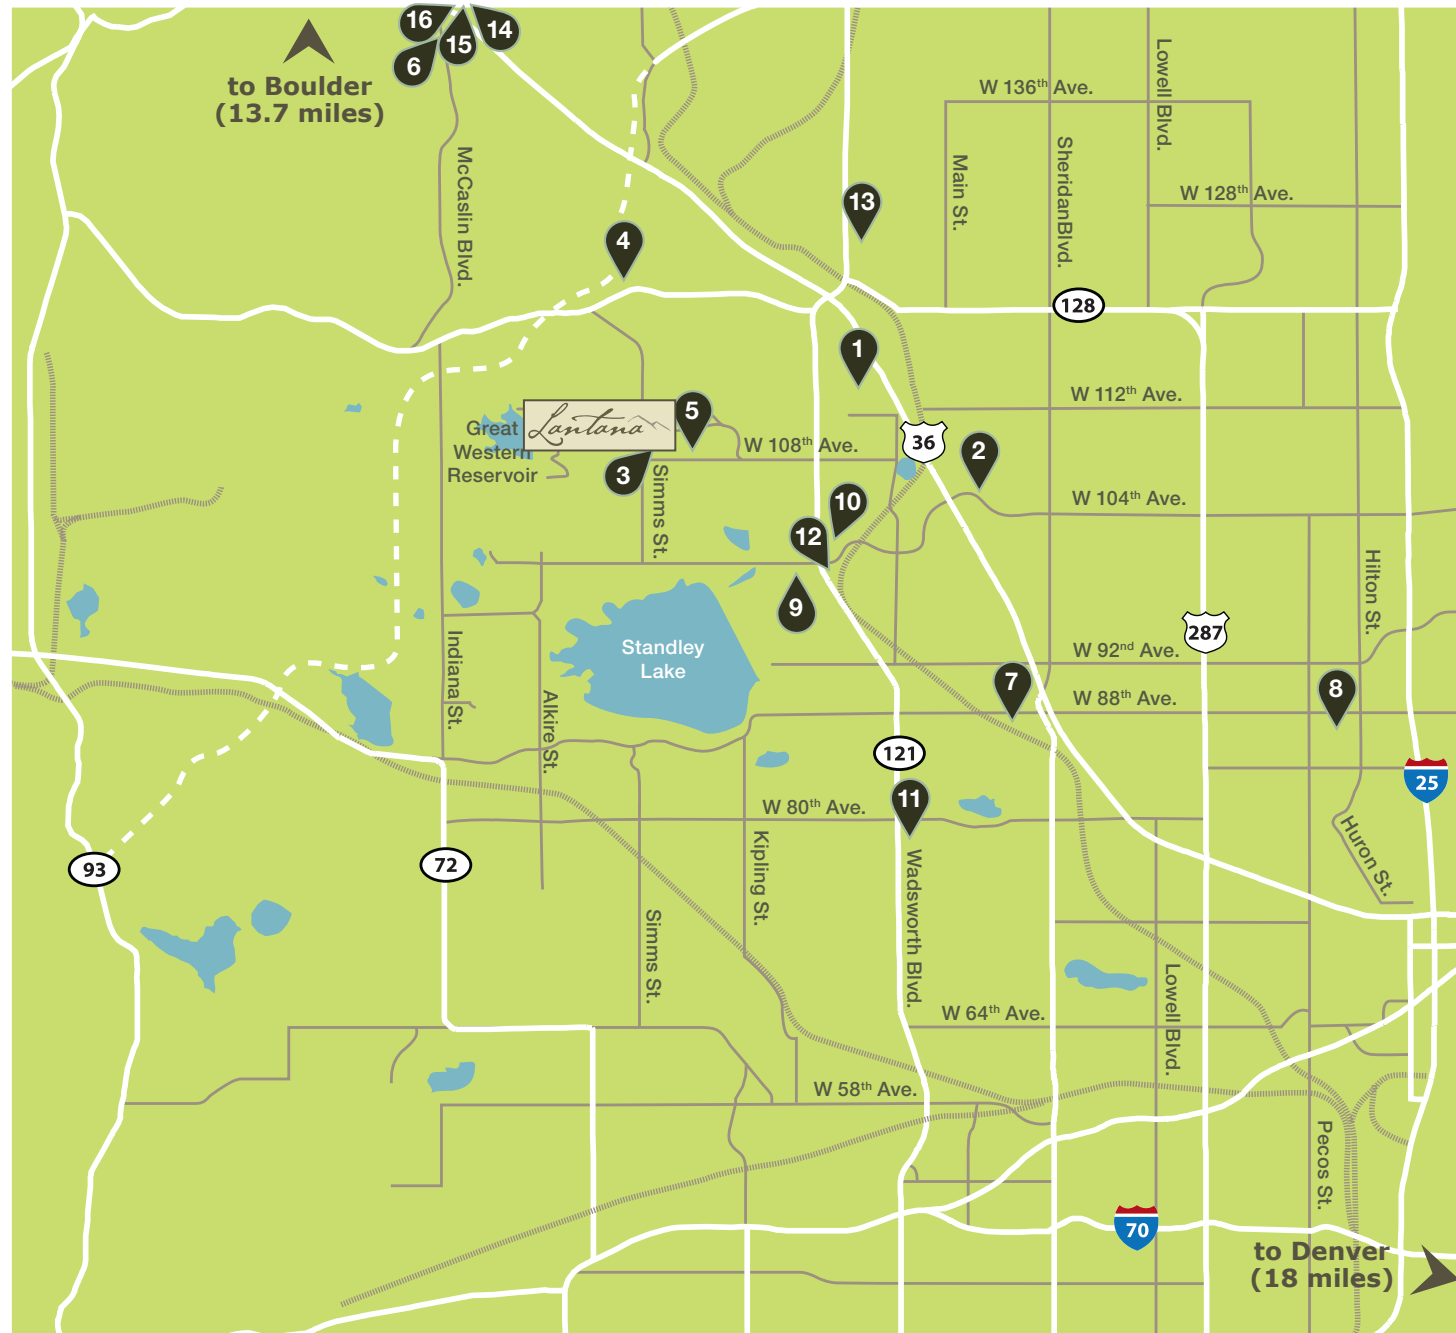 16
14
15
6
to Boulder
(13.7 miles)
Lowell Blvd.
W 136th Ave.
McCaslin Blvd.
Main St.
SheridanBlvd.
W 128th Ave.
13
4
128
1
W 112th Ave.
Great
Western
Reservoir
Lantana
5
W 108th Ave.
36
2
3
Simms St.
W 104th Ave.
10
12
9
Hilton St.
Standley
Lake
287
Indiana St.
W 92nd Ave.
7
W 88th Ave.
8
Alkire St.
121
25
11
W 80th Ave.
93
72
Kipling St.
Huron St.
Wadsworth Blvd.
Simms St.
Lowell Blvd.
W 64th Ave.
W 58th Ave.
Pecos St.
70
to Denver
(18 miles)